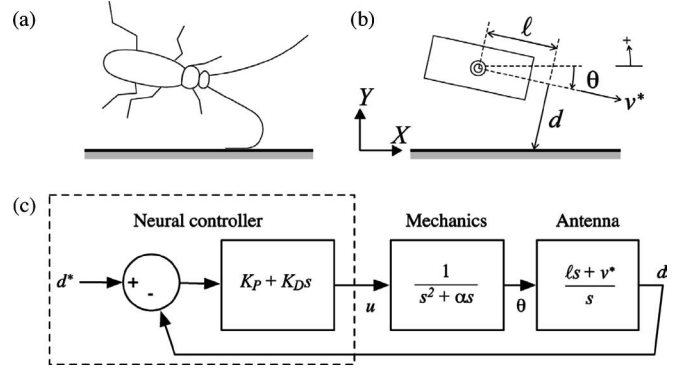 (a)
(b)
ℓ
+
θ
v*
d
Y
X
(c)
Neural controller
Mechanics
Antenna
d*
+
-
K_P + K_D s
u
1
s² + αs
θ
ℓs + v*
s
d